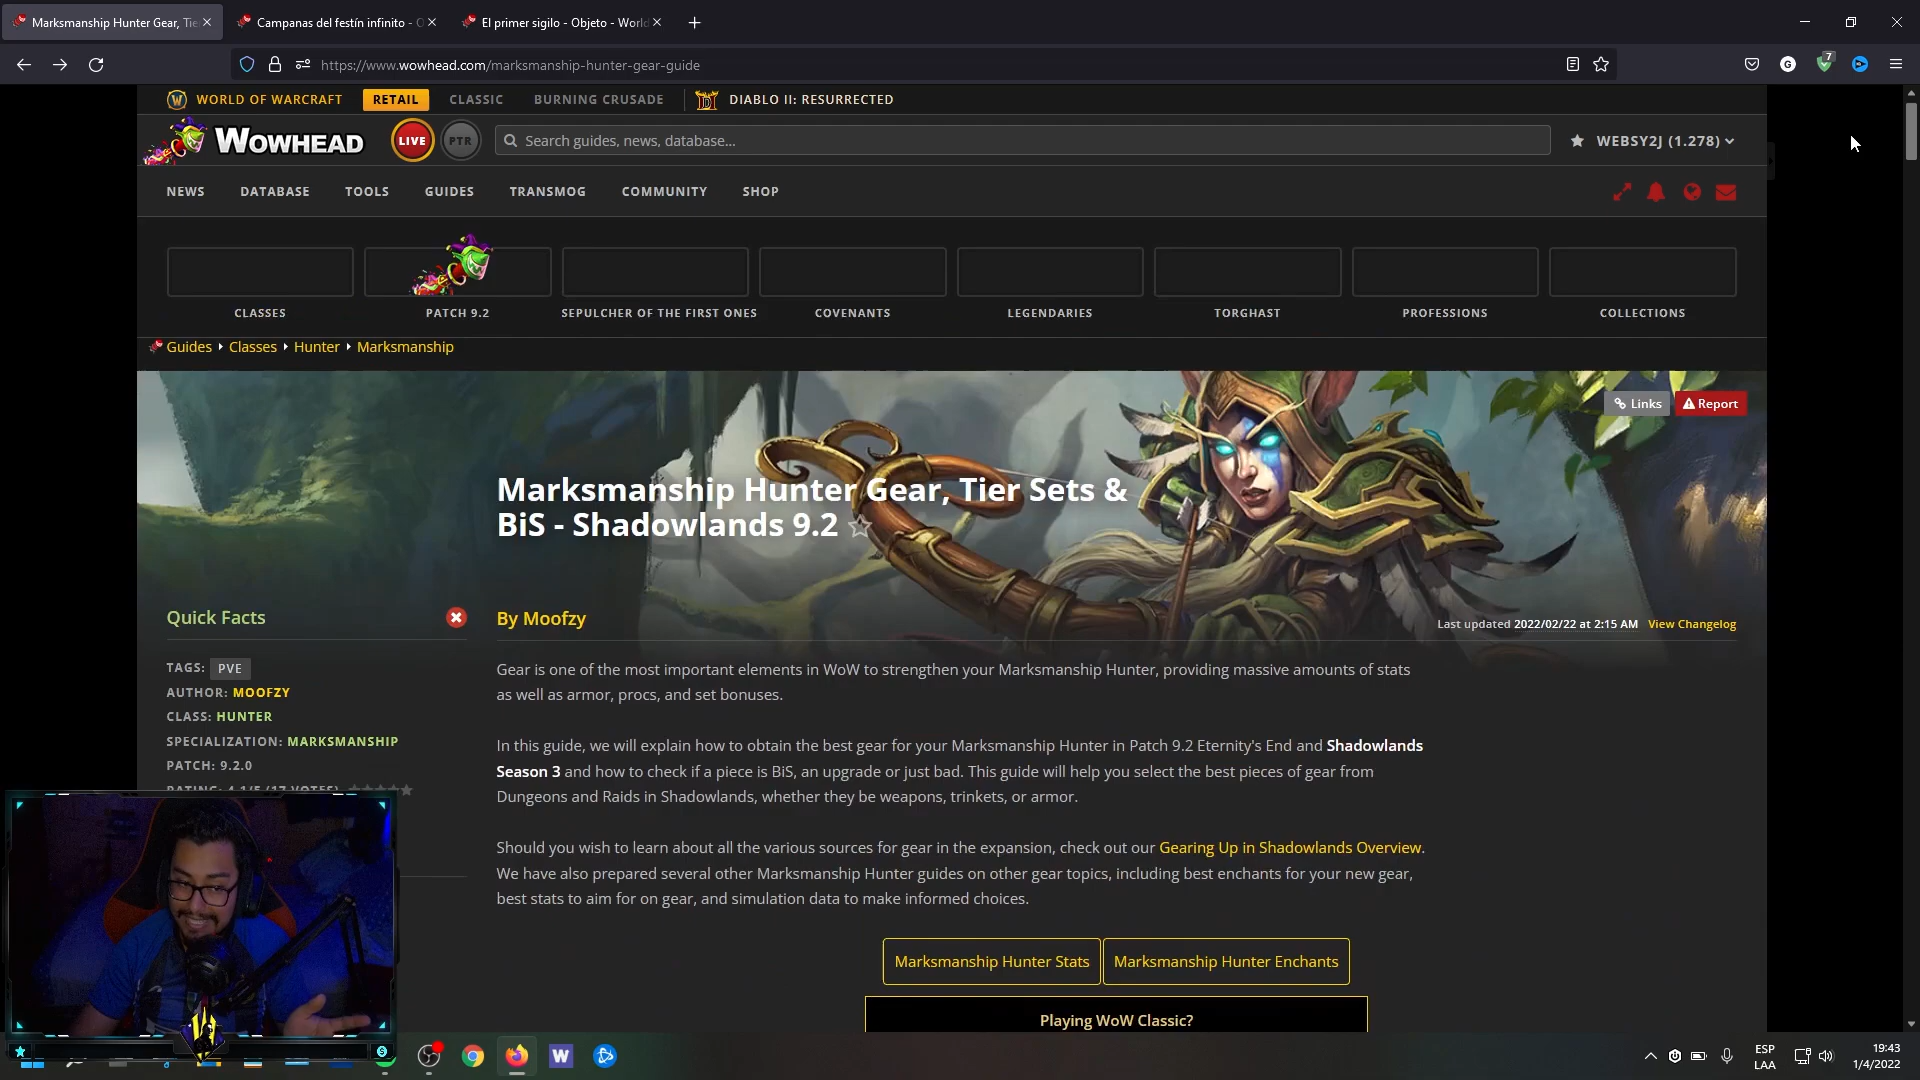 Marksmanship Hunter Gear, Tie
Campanas del festín infinito - O
El primer sigilo - Objeto - World
https://www.wowhead.com/marksmanship-hunter-gear-guide
G
7
WORLD OF WARCRAFT
RETAIL
CLASSIC
BURNING CRUSADE
DIABLO II: RESURRECTED
WOWHEAD
LIVE
PTR
Search guides, news, database...
WEBSY2J (1.278)
NEWS
DATABASE
TOOLS
GUIDES
TRANSMOG
COMMUNITY
SHOP
CLASSES
PATCH 9.2
SEPULCHER OF THE FIRST ONES
COVENANTS
LEGENDARIES
TORGHAST
PROFESSIONS
COLLECTIONS
Guides
Classes
Hunter
Marksmanship
Links
Report
Marksmanship Hunter Gear, Tier Sets &
BiS - Shadowlands 9.2
Quick Facts
By Moofzy
Last updated 2022/02/22 at 2:15 AM
View Changelog
TAGS: PVE
AUTHOR: MOOFZY
CLASS: HUNTER
SPECIALIZATION: MARKSMANSHIP
PATCH: 9.2.0
RATING: 4.1/5 (17 VOTES)
Gear is one of the most important elements in WoW to strengthen your Marksmanship Hunter, providing massive amounts of stats
as well as armor, procs, and set bonuses.
In this guide, we will explain how to obtain the best gear for your Marksmanship Hunter in Patch 9.2 Eternity's End and Shadowlands
Season 3 and how to check if a piece is BiS, an upgrade or just bad. This guide will help you select the best pieces of gear from
Dungeons and Raids in Shadowlands, whether they be weapons, trinkets, or armor.
Should you wish to learn about all the various sources for gear in the expansion, check out our Gearing Up in Shadowlands Overview.
We have also prepared several other Marksmanship Hunter guides on other gear topics, including best enchants for your new gear,
best stats to aim for on gear, and simulation data to make informed choices.
Marksmanship Hunter Stats
Marksmanship Hunter Enchants
Playing WoW Classic?
W
ESP
LAA
19:43
1/4/2022